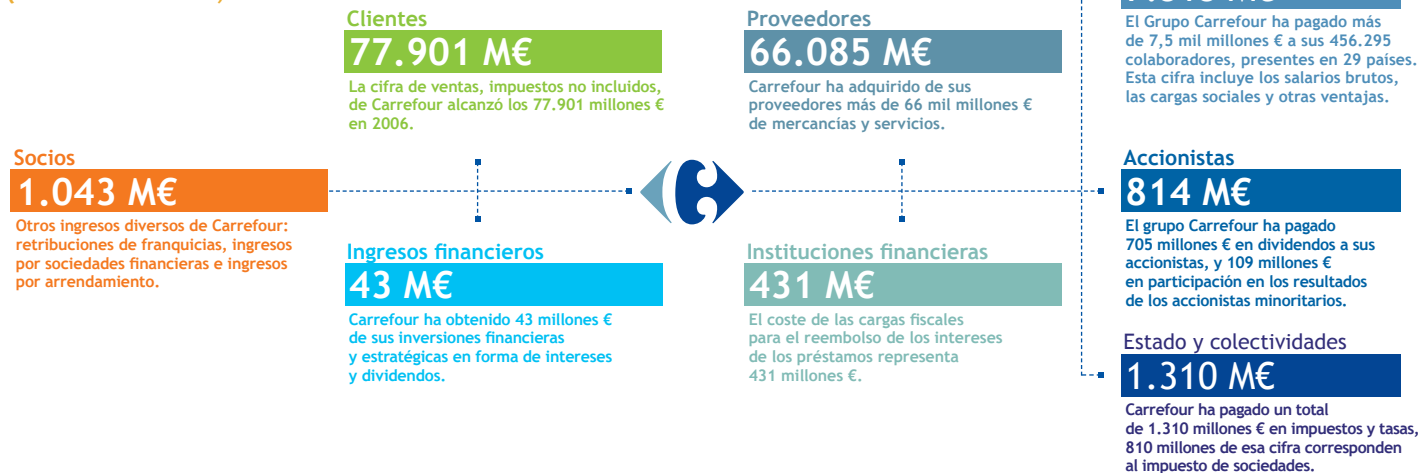 Clientes
77.901 M€
La cifra de ventas, impuestos no incluidos,
de Carrefour alcanzó los 77.901 millones €
en 2006.
Proveedores
66.085 M€
Carrefour ha adquirido de sus
proveedores más de 66 mil millones €
de mercancías y servicios.
El Grupo Carrefour ha pagado más
de 7,5 mil millones € a sus 456.295
colaboradores, presentes en 29 países.
Esta cifra incluye los salarios brutos,
las cargas sociales y otras ventajas.
Socios
1.043 M€
Otros ingresos diversos de Carrefour:
retribuciones de franquicias, ingresos
por sociedades financieras e ingresos
por arrendamiento.
Accionistas
814 M€
El grupo Carrefour ha pagado
705 millones € en dividendos a sus
accionistas, y 109 millones €
en participación en los resultados
de los accionistas minoritarios.
Ingresos financieros
43 M€
Carrefour ha obtenido 43 millones €
de sus inversiones financieras
y estratégicas en forma de intereses
y dividendos.
Instituciones financieras
431 M€
El coste de las cargas fiscales
para el reembolso de los intereses
de los préstamos representa
431 millones €.
Estado y colectividades
1.310 M€
Carrefour ha pagado un total
de 1.310 millones € en impuestos y tasas,
810 millones de esa cifra corresponden
al impuesto de sociedades.